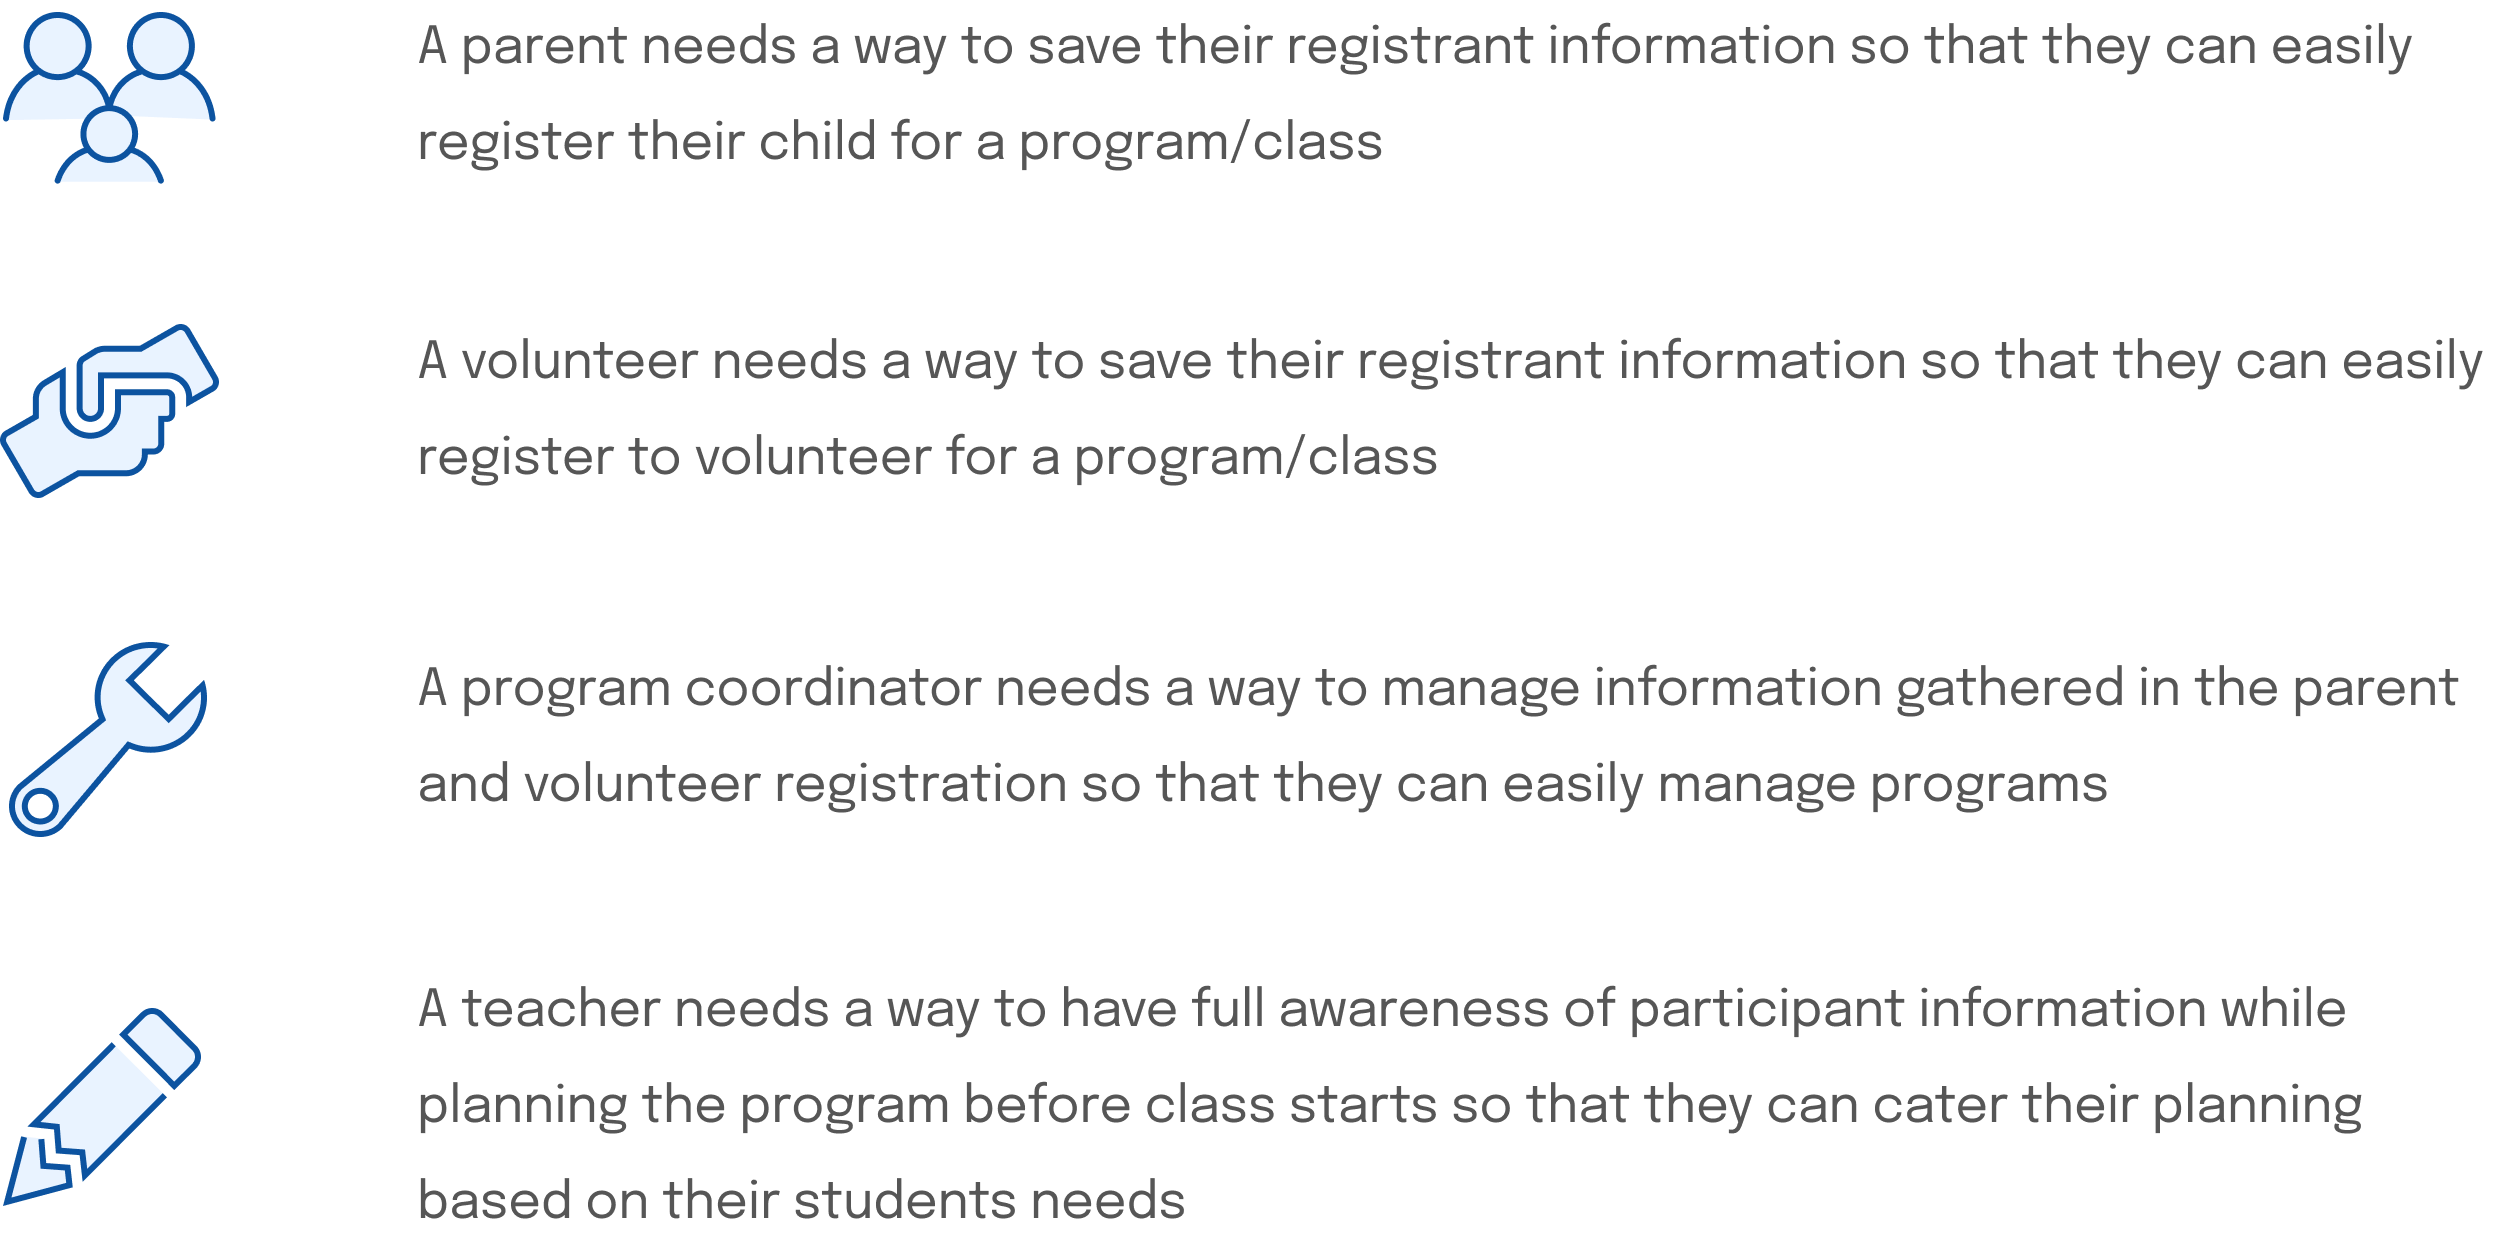 A parent needs a way to save their registrant information so that they can easily
register their child for a program/class
A volunteer needs a way to save their registrant information so that they can easily
register to volunteer for a program/class
A program coordinator needs a way to manage information gathered in the parent
and volunteer registration so that they can easily manage programs
A teacher needs a way to have full awareness of participant information while
planning the program before class starts so that they can cater their planning
based on their students needs